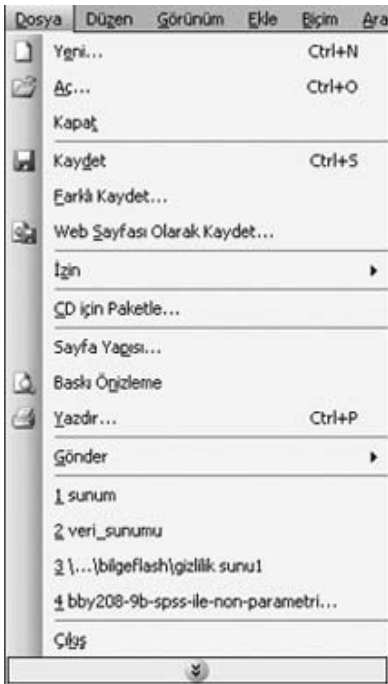 Dosya Düzen Görünüm Ekle Biçim Ara
Yeni... Ctrl+N
Aç... Ctrl+O
Kapat
Kaydet Ctrl+S
Farklı Kaydet...
Web Sayfası Olarak Kaydet...
İzin
CD için Paketle...
Sayfa Yapısı...
Baskı Önizleme
Yazdır... Ctrl+P
Gönder
1 sunum
2 veri_sunumu
3 \...\bilgeflash\gizlilik sunu1
4 bby208-9b-spss-ile-non-parametri...
Çıkış